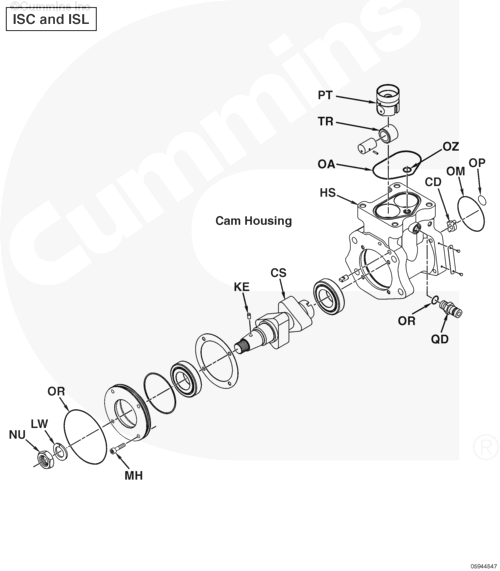 ©Cummins Inc
ISC and ISL
cummins
PT
TR
OZ
OA
OM
OP
CD
HS
Cam Housing
CS
KE
OR
QD
OR
LW
NU
MH
®
06944547